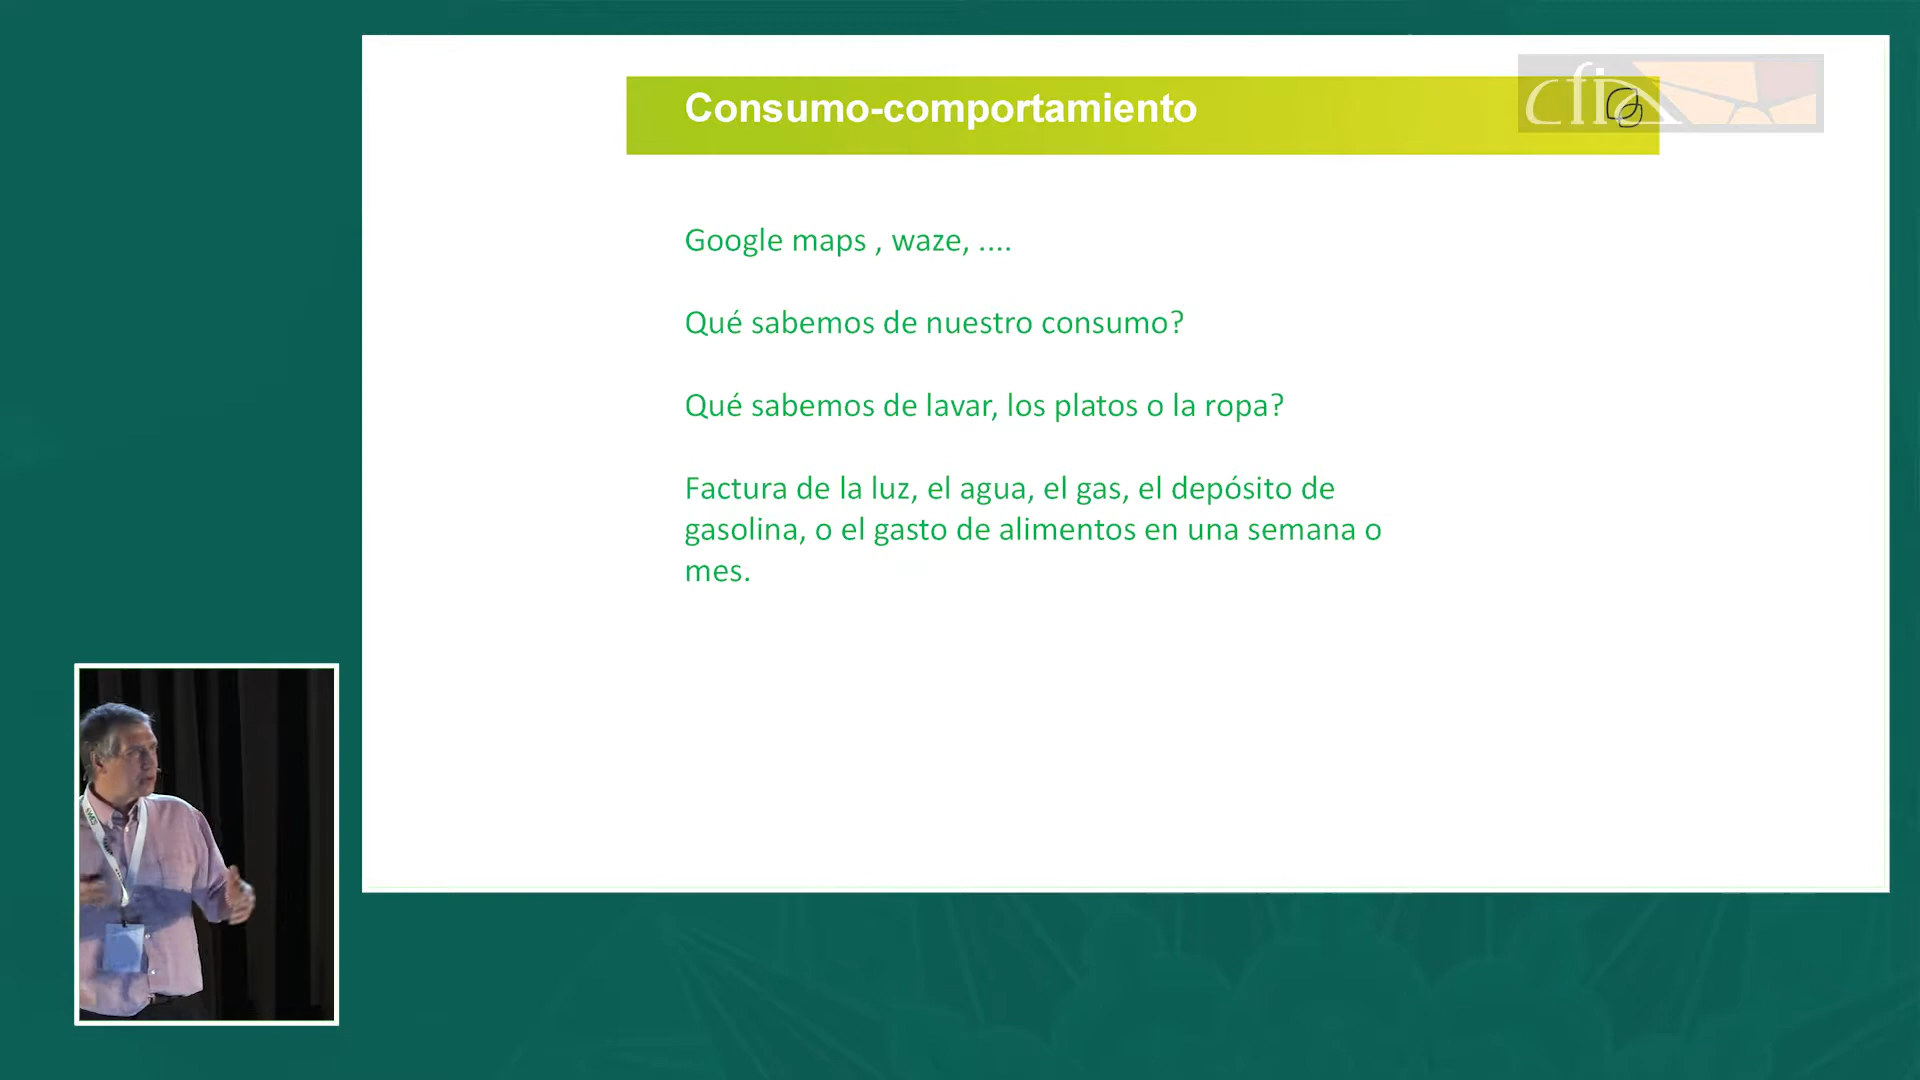 Consumo-comportamiento
cfia
Google maps , waze, ....
Qué sabemos de nuestro consumo?
Qué sabemos de lavar, los platos o la ropa?
Factura de la luz, el agua, el gas, el depósito de
gasolina, o el gasto de alimentos en una semana o
mes.